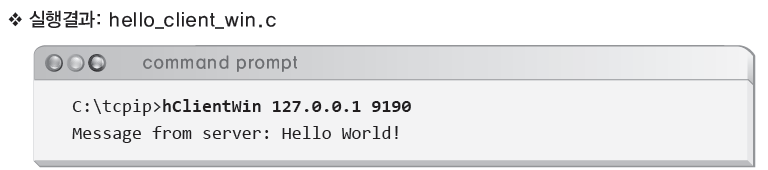 ❖ 실행결과: hello_client_win.c
command prompt
C:\tcpip>hClientWin 127.0.0.1 9190
Message from server: Hello World!